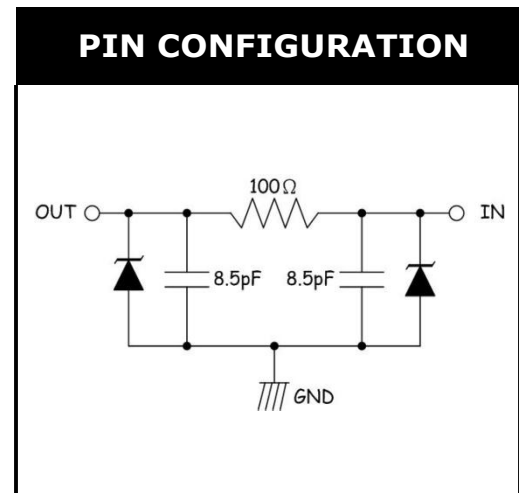 PIN CONFIGURATION
100Ω
OUT
IN
8.5pF 8.5pF
GND